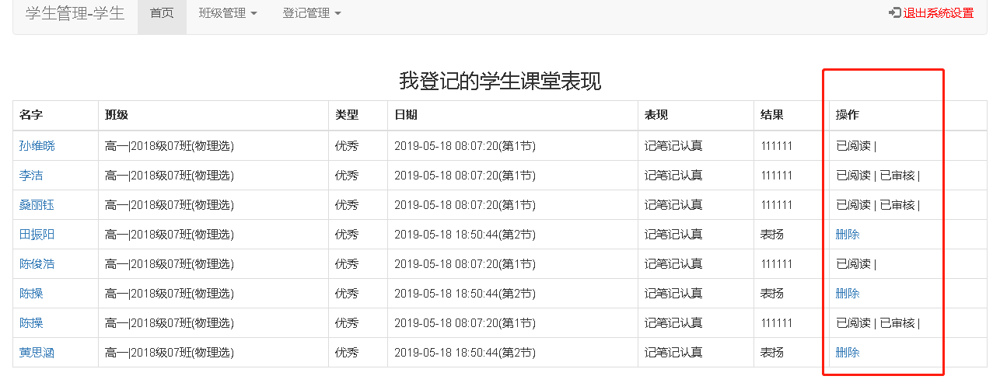 学生管理-学生 首页 班级管理 登记管理 退出系统设置
我登记的学生课堂表现
名字 班级 类型 日期 表现 结果 操作
孙维晓 高一|2018级07班(物理选) 优秀 2019-05-18 08:07:20(第1节) 记笔记认真 111111 已阅读 |
李洁 高一|2018级07班(物理选) 优秀 2019-05-18 08:07:20(第1节) 记笔记认真 111111 已阅读 | 已审核 |
桑丽钰 高一|2018级07班(物理选) 优秀 2019-05-18 08:07:20(第1节) 记笔记认真 111111 已阅读 | 已审核 |
田振阳 高一|2018级07班(物理选) 优秀 2019-05-18 18:50:44(第2节) 记笔记认真 表扬 删除
陈俊浩 高一|2018级07班(物理选) 优秀 2019-05-18 08:07:20(第1节) 记笔记认真 111111 已阅读 |
陈操 高一|2018级07班(物理选) 优秀 2019-05-18 18:50:44(第2节) 记笔记认真 表扬 删除
陈操 高一|2018级07班(物理选) 优秀 2019-05-18 08:07:20(第1节) 记笔记认真 111111 已阅读 | 已审核 |
黄思涵 高一|2018级07班(物理选) 优秀 2019-05-18 18:50:44(第2节) 记笔记认真 表扬 删除